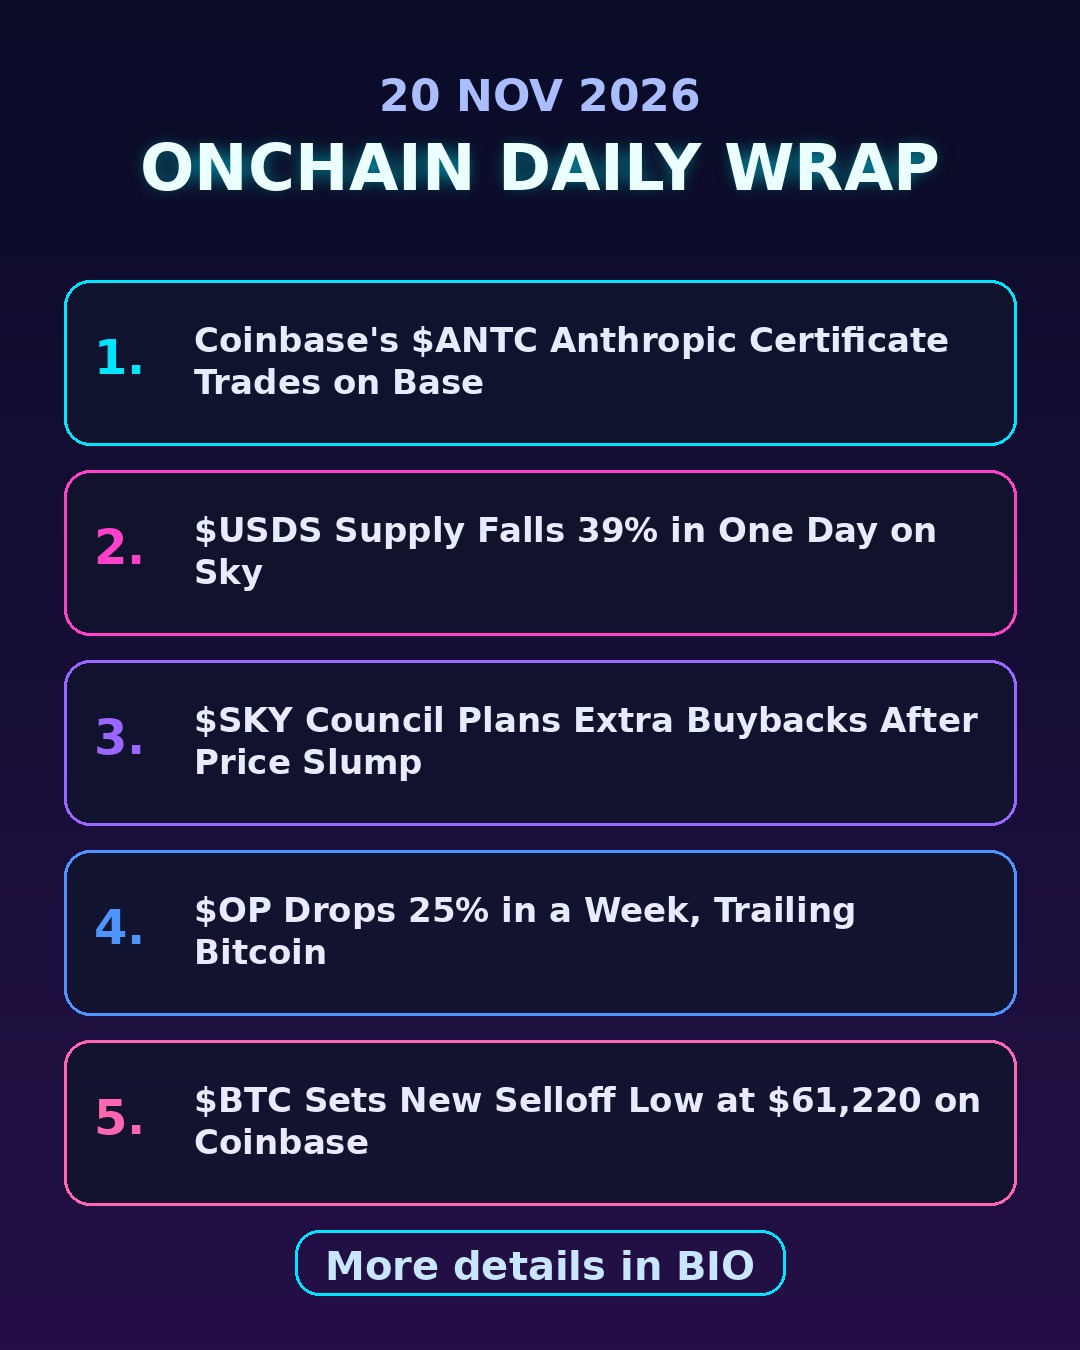 20 NOV 2026
ONCHAIN DAILY WRAP
1.
Coinbase's $ANTC Anthropic Certificate
Trades on Base
2.
$USDS Supply Falls 39% in One Day on
Sky
3.
$SKY Council Plans Extra Buybacks After
Price Slump
4.
$OP Drops 25% in a Week, Trailing
Bitcoin
5.
$BTC Sets New Selloff Low at $61,220 on
Coinbase
More details in BIO